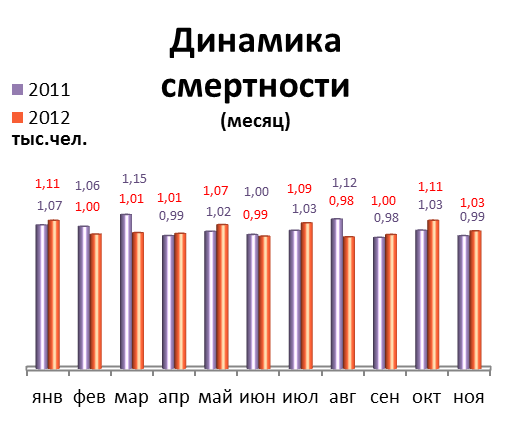 Динамика
смертности
(месяц)
2011
2012
тыс.чел.
1,11 1,06 1,15 1,01 1,07 1,00 1,09 1,12 1,00 1,11 1,03
1,07 1,00 1,01 0,99 1,02 0,99 1,03 0,98 0,98 1,03 0,99
янв фев мар апр май июн июл авг сен окт ноя